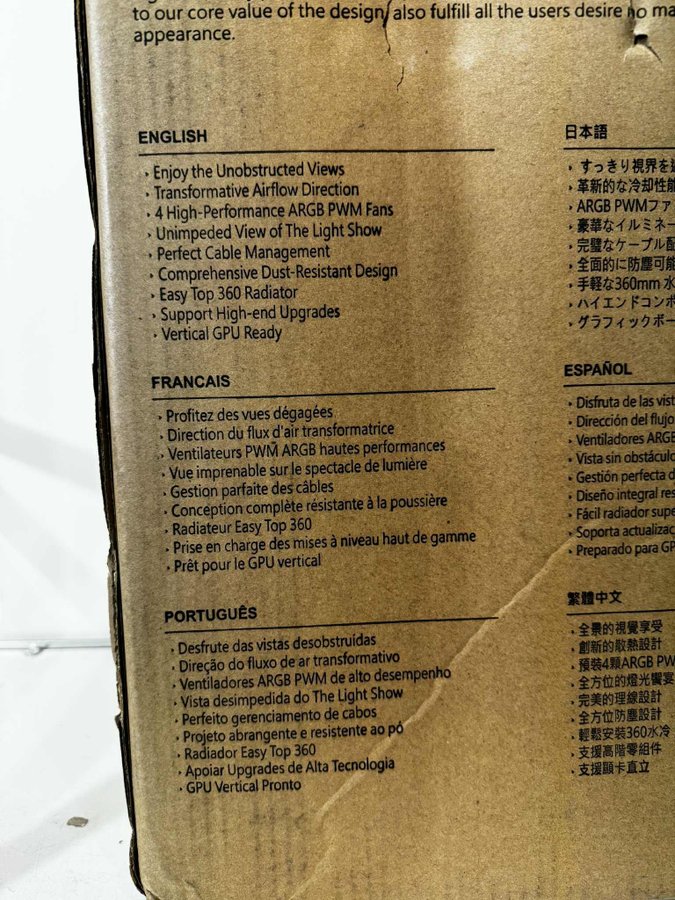 to our core value of the design, also fulfill all the users desire no
appearance.
ENGLISH
· Enjoy the Unobstructed Views
· Transformative Airflow Direction
· 4 High-Performance ARGB PWM Fans
· Unimpeded View of The Light Show
· Perfect Cable Management
· Comprehensive Dust-Resistant Design
· Easy Top 360 Radiator
· Support High-end Upgrades
· Vertical GPU Ready
FRANCAIS
· Profitez des vues dégagées
· Direction du flux d'air transformatrice
· Ventilateurs PWM ARGB hautes performances
· Vue imprenable sur le spectacle de lumière
· Gestion parfaite des câbles
· Conception complète résistante à la poussière
· Radiateur Easy Top 360
· Prise en charge des mises à niveau haut de gamme
· Prêt pour le GPU vertical
PORTUGUÊS
· Desfrute das vistas desobstruídas
· Direção do fluxo de ar transformativo
· Ventiladores ARGB PWM de alto desempenho
· Vista desimpedida do The Light Show
· Perfeito gerenciamento de cabos
· Projeto abrangente e resistente ao pó
· Radiador Easy Top 360
· Apoiar Upgrades de Alta Tecnologia
· GPU Vertical Pronto
日本語
· すっきり視界を
· 革新的な冷却性能
· ARGB PWMファ
· 豪華なイルミネー
· 完璧なケーブル配
· 全面的に防塵可能
· 手軽な360mm 水
· ハイエンドコンポ
· グラフィックボー
ESPAÑOL
· Disfruta de las vist
· Dirección del flujo
· Ventiladores ARGB
· Vista sin obstáculo
· Gestión perfecta d
· Diseño integral res
· Fácil radiador supe
· Soporta actualizac
· Preparado para GP
繁體中文
· 全景的視覺享受
· 創新的散熱設計
· 預裝4顆ARGB PW
· 全方位的燈光饗宴
· 完美的理線設計
· 全方位防塵設計
· 輕鬆安裝360水冷
· 支援高階零組件
· 支援顯卡直立